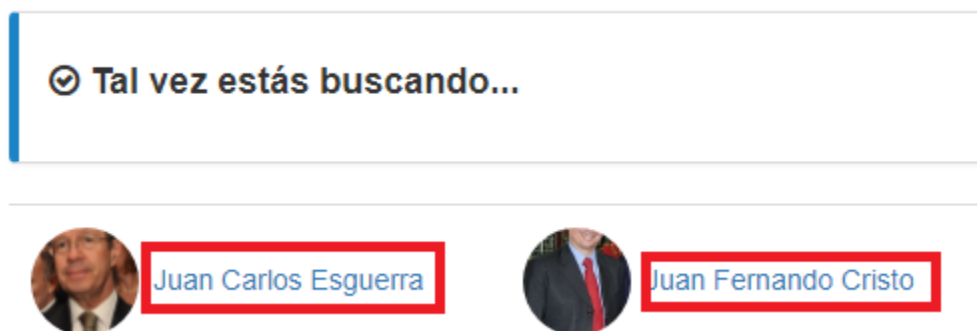 Tal vez estás buscando...
Juan Carlos Esguerra
Juan Fernando Cristo